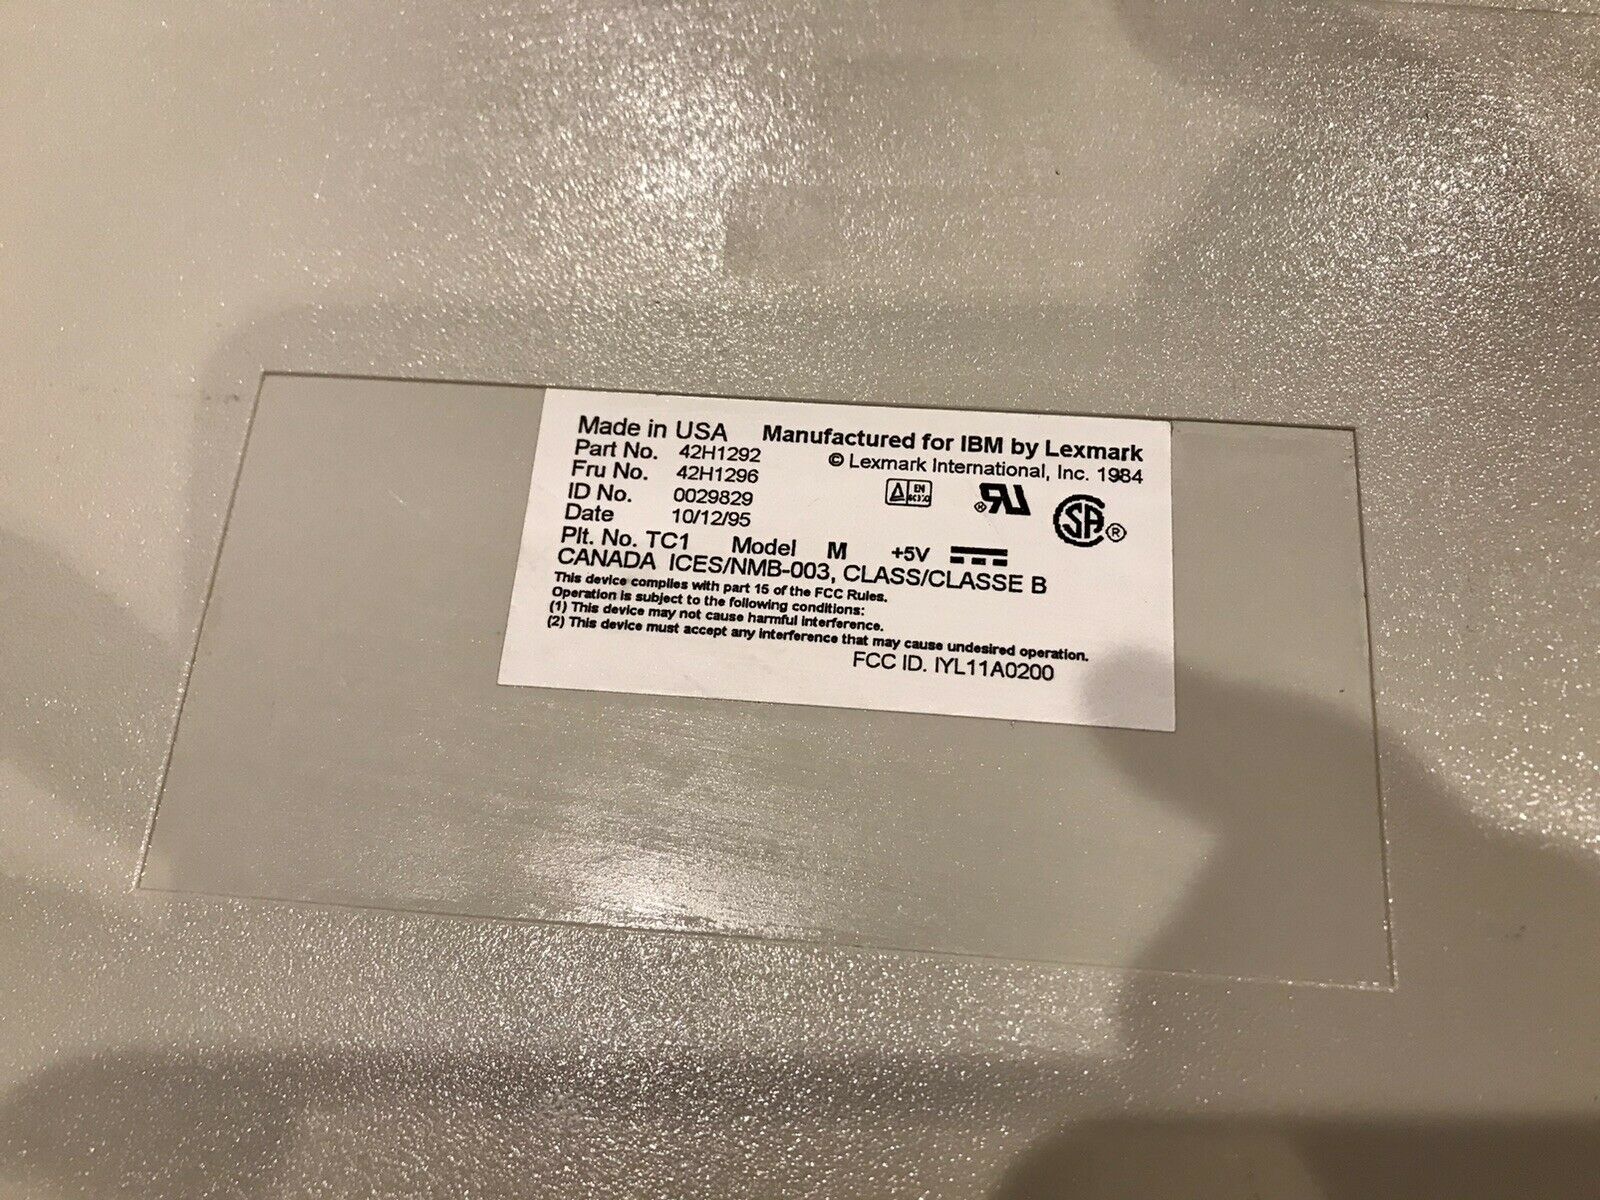 Made in USA Manufactured for IBM by Lexmark
Part No. 42H1292 © Lexmark International, Inc. 1984
Fru No. 42H1296
ID No. 0029829
Date 10/12/95
EN
Plt. No. TC1 Model M +5V
CANADA ICES/NMB-003, CLASS/CLASSE B
This device complies with part 15 of the FCC Rules.
Operation is subject to the following conditions:
(1) This device may not cause harmful interference.
(2) This device must accept any interference that may cause undesired operation.
FCC ID. IYL11A0200